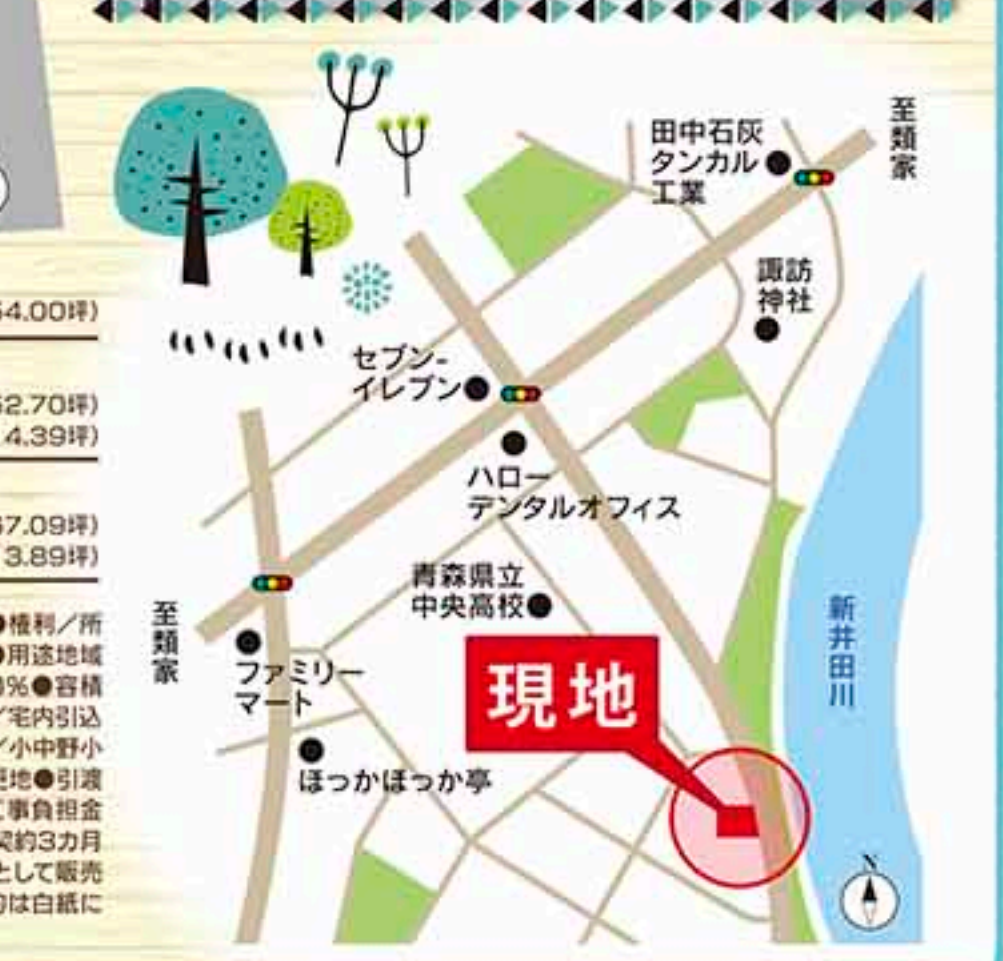 54.00坪)
52.70坪)
4.39坪)
67.09坪)
3.89坪)
●権利/所
●用途地域
%●容積
/宅内引込
/小中野小
現地●引渡
工事負担金
契約3カ月
として販売
は白紙に
至類家
田中石灰
タンカル
工業
諏訪
神社
セブン-
イレブン
ハロー
デンタルオフィス
青森県立
中央高校
至類家
ファミリー
マート
現地
新井田川
ほっかほっか亭
N